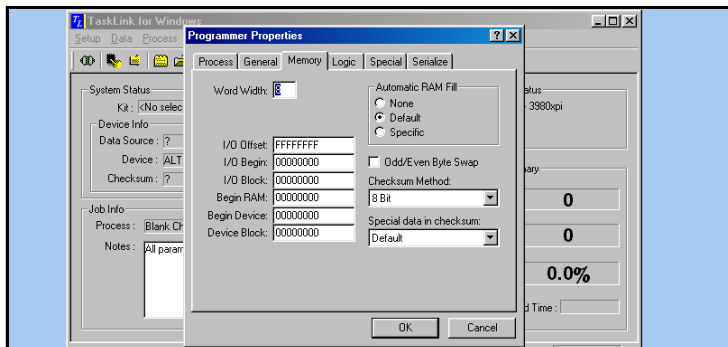 TL TaskLink for Windows
Setup Data Process
Programmer Properties
Process General Memory Logic Special Serialize
System Status
Kit : <No selec
Device Info
Data Source : ?
Device : ALT
Checksum : ?
Job Info
Process : Blank Ch
Notes : All param
Word Width: 8
I/O Offset: FFFFFFFF
I/O Begin: 00000000
I/O Block: 00000000
Begin RAM: 00000000
Begin Device: 00000000
Device Block: 00000000
Automatic RAM Fill
None
Default
Specific
Odd/Even Byte Swap
Checksum Method:
8 Bit
Special data in checksum:
Default
OK Cancel
atus
3980xpi
ary
0
0
0.0%
d Time :